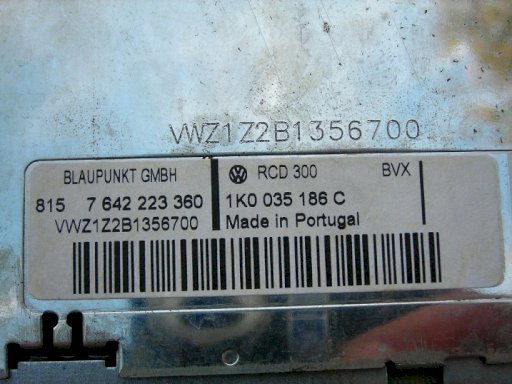 VWZ1Z2B1356700
BLAUPUNKT GMBH
RCD 300 BVX
815 7 642 223 360
1K0 035 186 C
VWZ1Z2B1356700
Made in Portugal